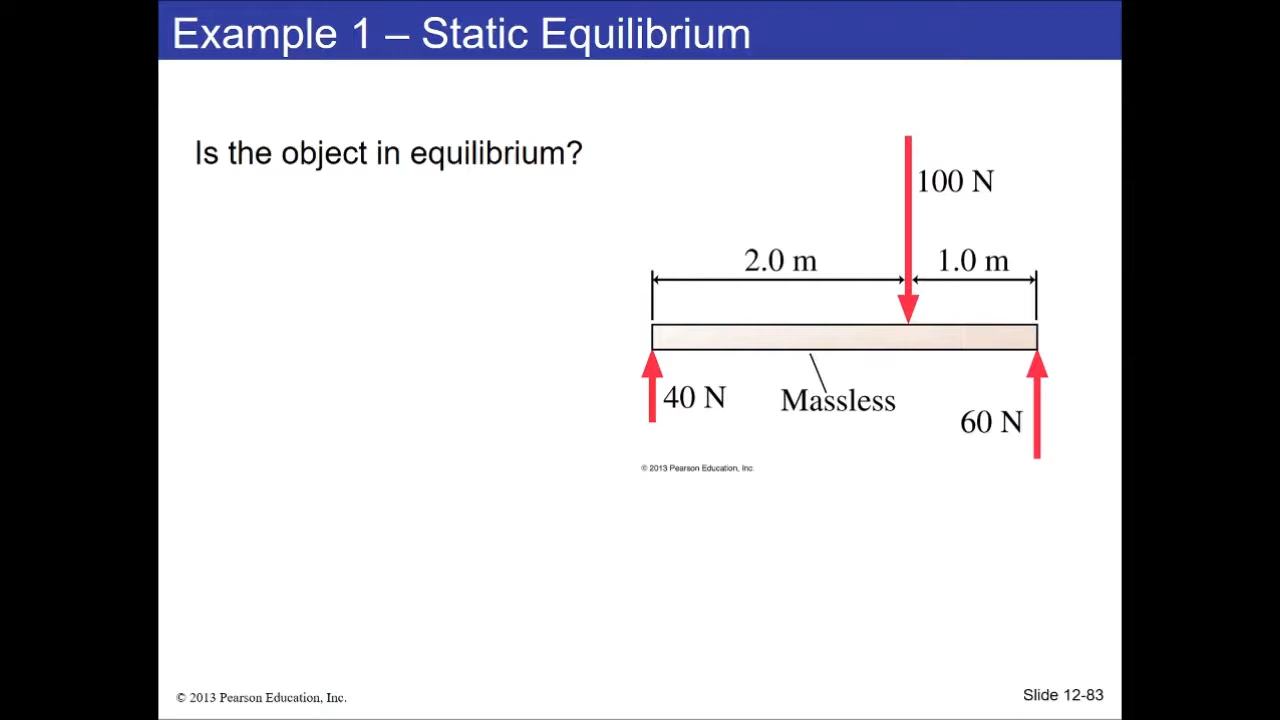 Example 1 – Static Equilibrium
Is the object in equilibrium?
100 N
2.0 m
1.0 m
40 N
Massless
60 N
© 2013 Pearson Education, Inc.
© 2013 Pearson Education, Inc.
Slide 12-83